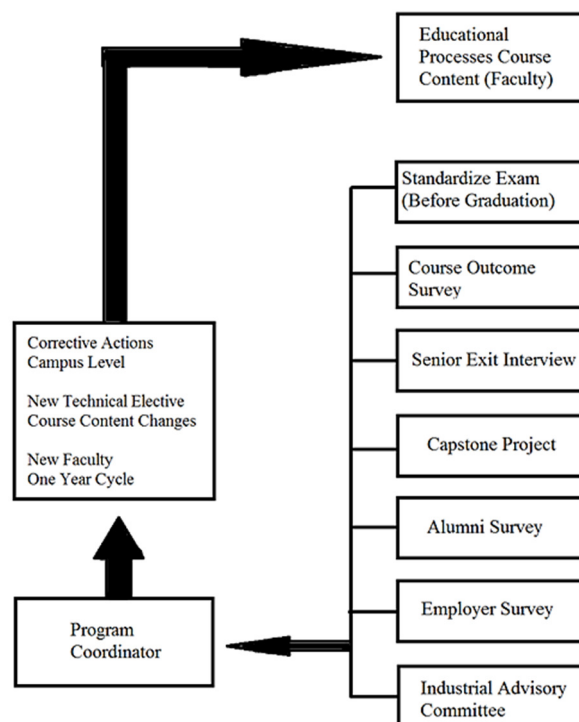 Educational
Processes Course
Content (Faculty)
Standardize Exam
(Before Graduation)
Course Outcome
Survey
Senior Exit Interview
Capstone Project
Alumni Survey
Employer Survey
Industrial Advisory
Committee
Corrective Actions
Campus Level
New Technical Elective
Course Content Changes
New Faculty
One Year Cycle
Program
Coordinator